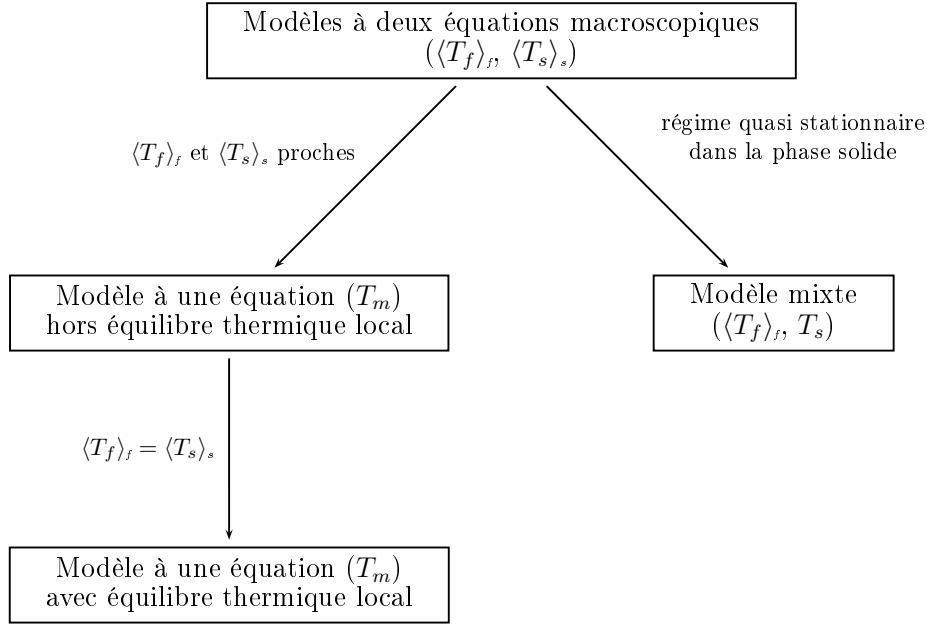 Modèles à deux équations macroscopiques
(⟨T_f⟩_f, ⟨T_s⟩_s)
⟨T_f⟩_f et ⟨T_s⟩_s proches
régime quasi stationnaire
dans la phase solide
Modèle à une équation (T_m)
hors équilibre thermique local
Modèle mixte
(⟨T_f⟩_f, T_s)
⟨T_f⟩_f = ⟨T_s⟩_s
Modèle à une équation (T_m)
avec équilibre thermique local